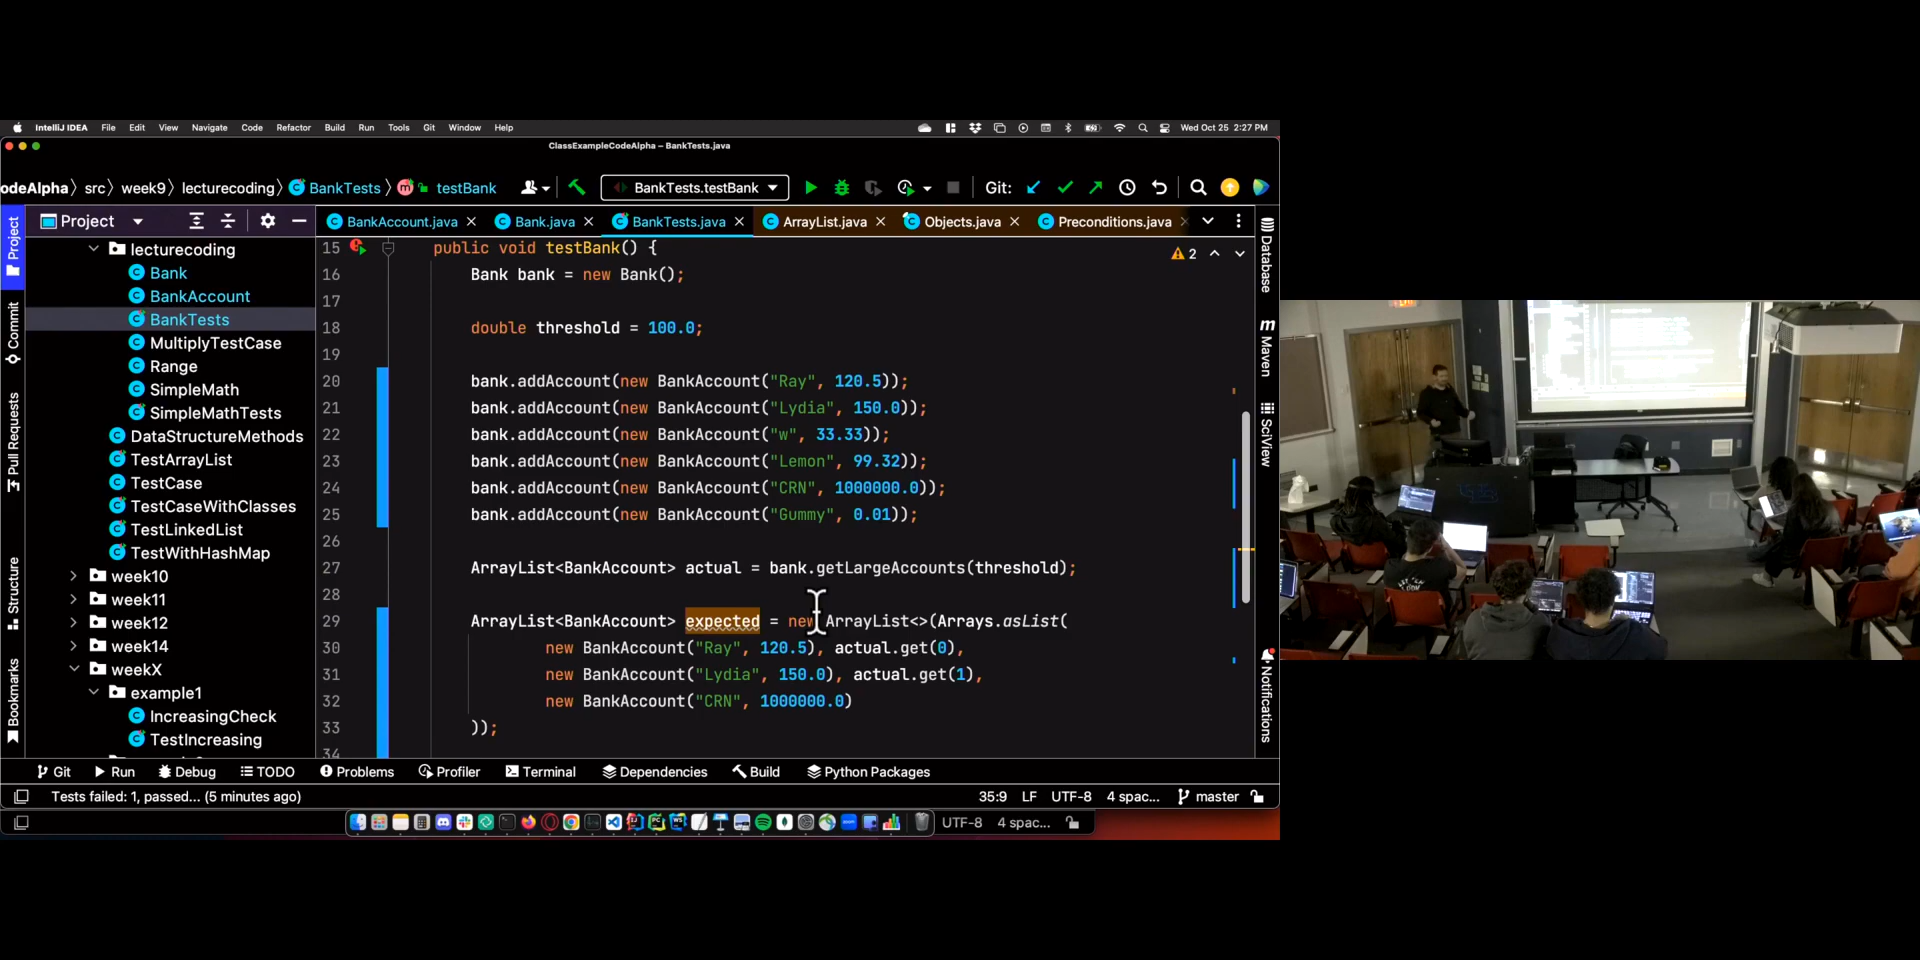 IntelliJ IDEA File Edit View Navigate Code Refactor Build Run Tools Git Window Help Wed Oct 25 2:27 PM
ClassExampleCodeAlpha – BankTests.java
odeAlpha src week9 lecturecoding BankTests testBank BankTests.testBank Git:
Project BankAccount.java Bank.java BankTests.java ArrayList.java Objects.java Preconditions.java
Project
Commit
Pull Requests
Structure
Bookmarks
lecturecoding
Bank
BankAccount
BankTests
MultiplyTestCase
Range
SimpleMath
SimpleMathTests
DataStructureMethods
TestArrayList
TestCase
TestCaseWithClasses
TestLinkedList
TestWithHashMap
week10
week11
week12
week14
weekX
example1
IncreasingCheck
TestIncreasing
2
15 public void testBank() {
16 Bank bank = new Bank();
17
18 double threshold = 100.0;
19
20 bank.addAccount(new BankAccount("Ray", 120.5));
21 bank.addAccount(new BankAccount("Lydia", 150.0));
22 bank.addAccount(new BankAccount("w", 33.33));
23 bank.addAccount(new BankAccount("Lemon", 99.32));
24 bank.addAccount(new BankAccount("CRN", 1000000.0));
25 bank.addAccount(new BankAccount("Gummy", 0.01));
26
27 ArrayList<BankAccount> actual = bank.getLargeAccounts(threshold);
28
29 ArrayList<BankAccount> expected = new ArrayList<>(Arrays.asList(
30 new BankAccount("Ray", 120.5), actual.get(0),
31 new BankAccount("Lydia", 150.0), actual.get(1),
32 new BankAccount("CRN", 1000000.0)
33 ));
34
Database
Maven
SciView
Notifications
Git Run Debug TODO Problems Profiler Terminal Dependencies Build Python Packages
Tests failed: 1, passed... (5 minutes ago) 35:9 LF UTF-8 4 spac... master
UTF-8 4 spac...